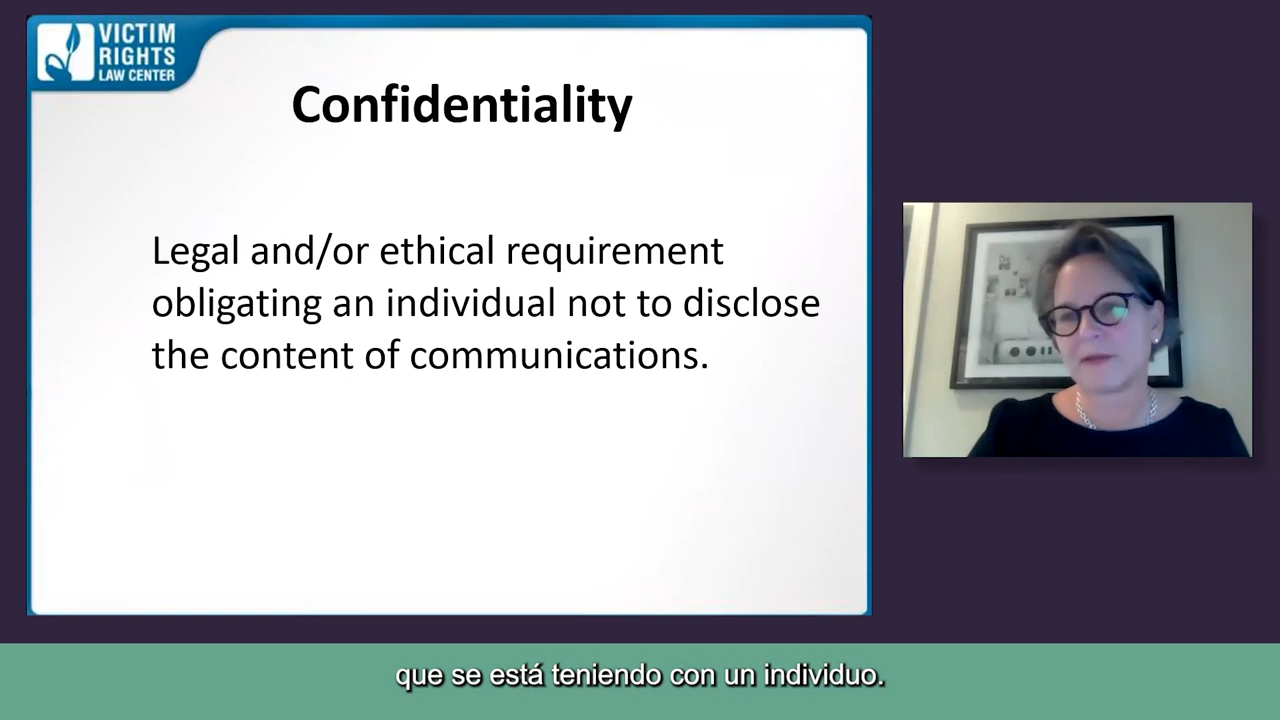 VICTIM
RIGHTS
LAW CENTER
Confidentiality
Legal and/or ethical requirement
obligating an individual not to disclose
the content of communications.
que se está teniendo con un individuo.